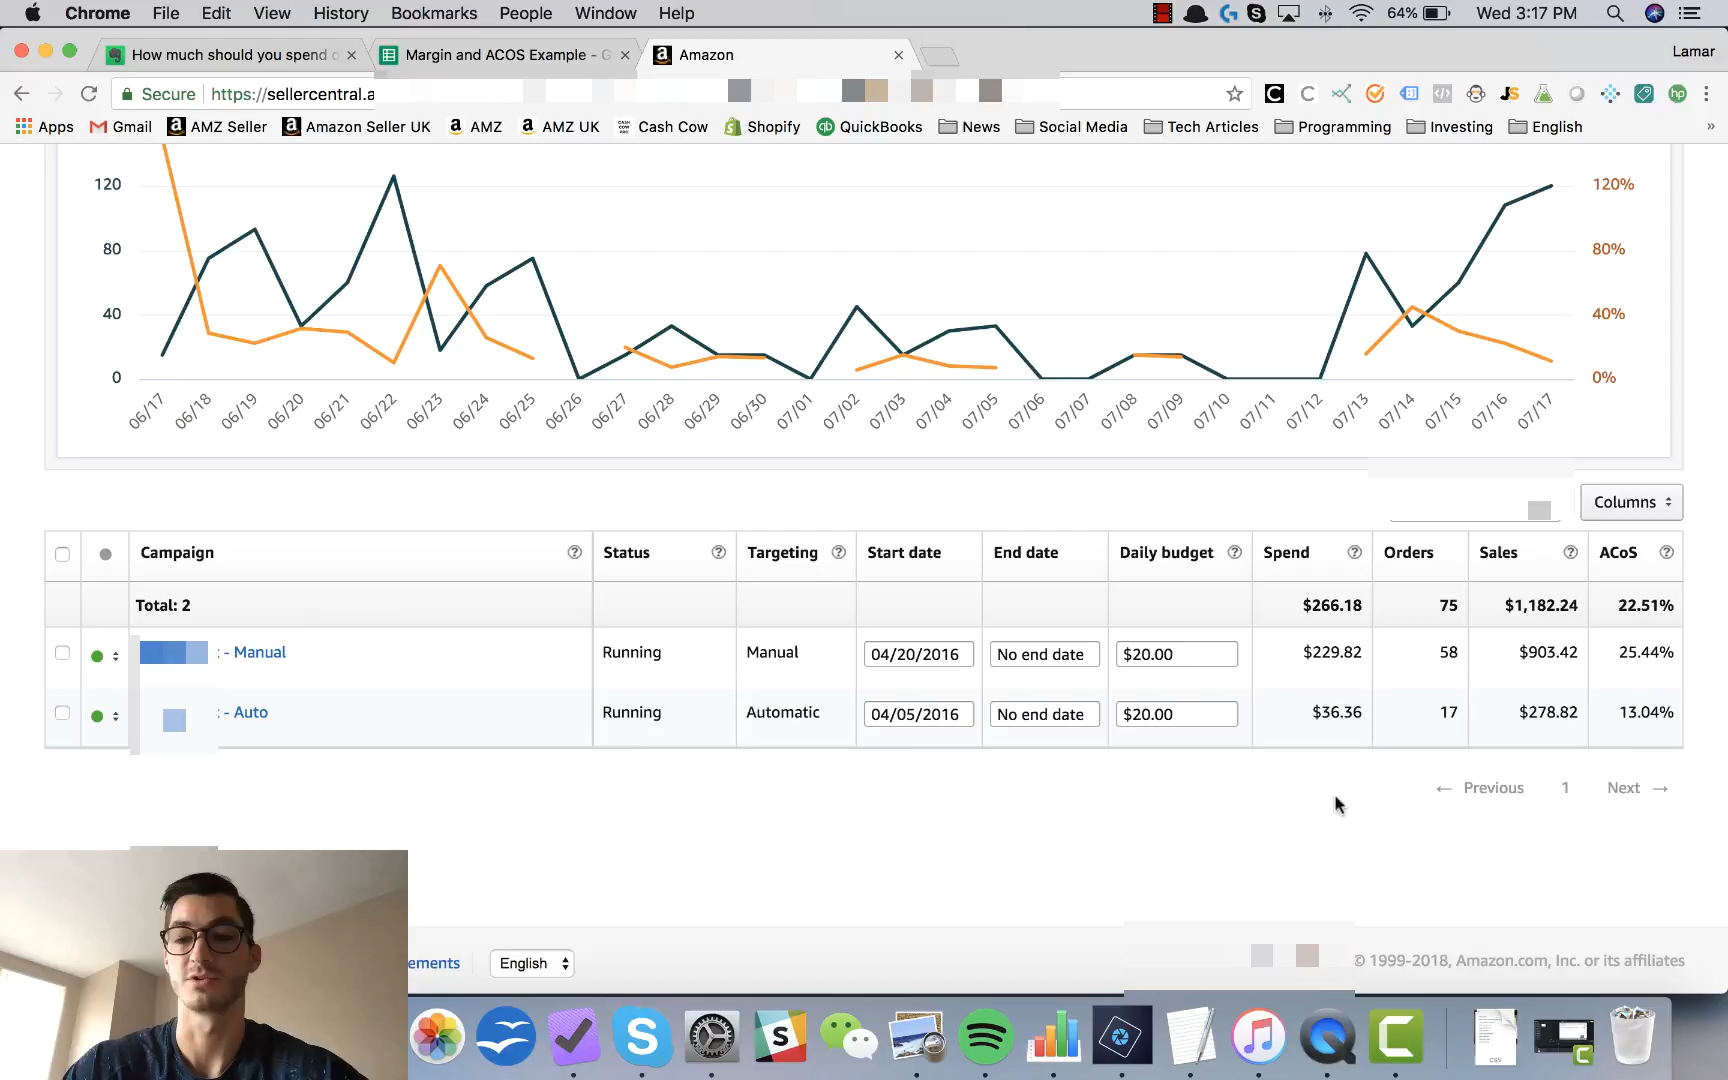 Chrome File Edit View History Bookmarks People Window Help 64% Wed 3:17 PM
How much should you spend o Margin and ACOS Example - G Amazon Lamar
Secure https://sellercentral.a
Apps Gmail AMZ Seller Amazon Seller UK AMZ AMZ UK Cash Cow Shopify QuickBooks News Social Media Tech Articles Programming Investing English »
120 120%
80 80%
40 40%
0 0%
06/17 06/18 06/19 06/20 06/21 06/22 06/23 06/24 06/25 06/26 06/27 06/28 06/29 06/30 07/01 07/02 07/03 07/04 07/05 07/06 07/07 07/08 07/09 07/10 07/11 07/12 07/13 07/14 07/15 07/16 07/17
Columns
Campaign Status Targeting Start date End date Daily budget Spend Orders Sales ACoS
Total: 2 $266.18 75 $1,182.24 22.51%
- Manual Running Manual 04/20/2016 No end date $20.00 $229.82 58 $903.42 25.44%
- Auto Running Automatic 04/05/2016 No end date $20.00 $36.36 17 $278.82 13.04%
← Previous 1 Next →
ements English © 1999-2018, Amazon.com, Inc. or its affiliates